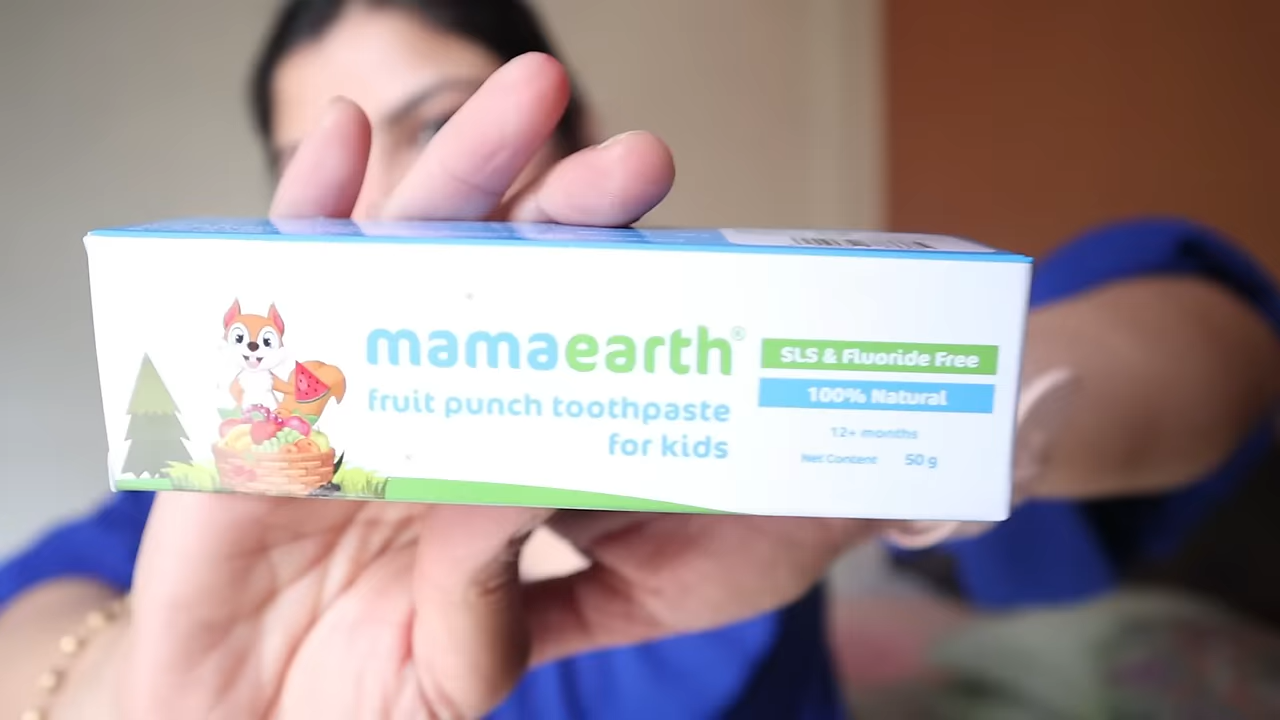 mamaearth®
fruit punch toothpaste
for kids
SLS & Fluoride Free
100% Natural
12+ months
Net Content 50 g